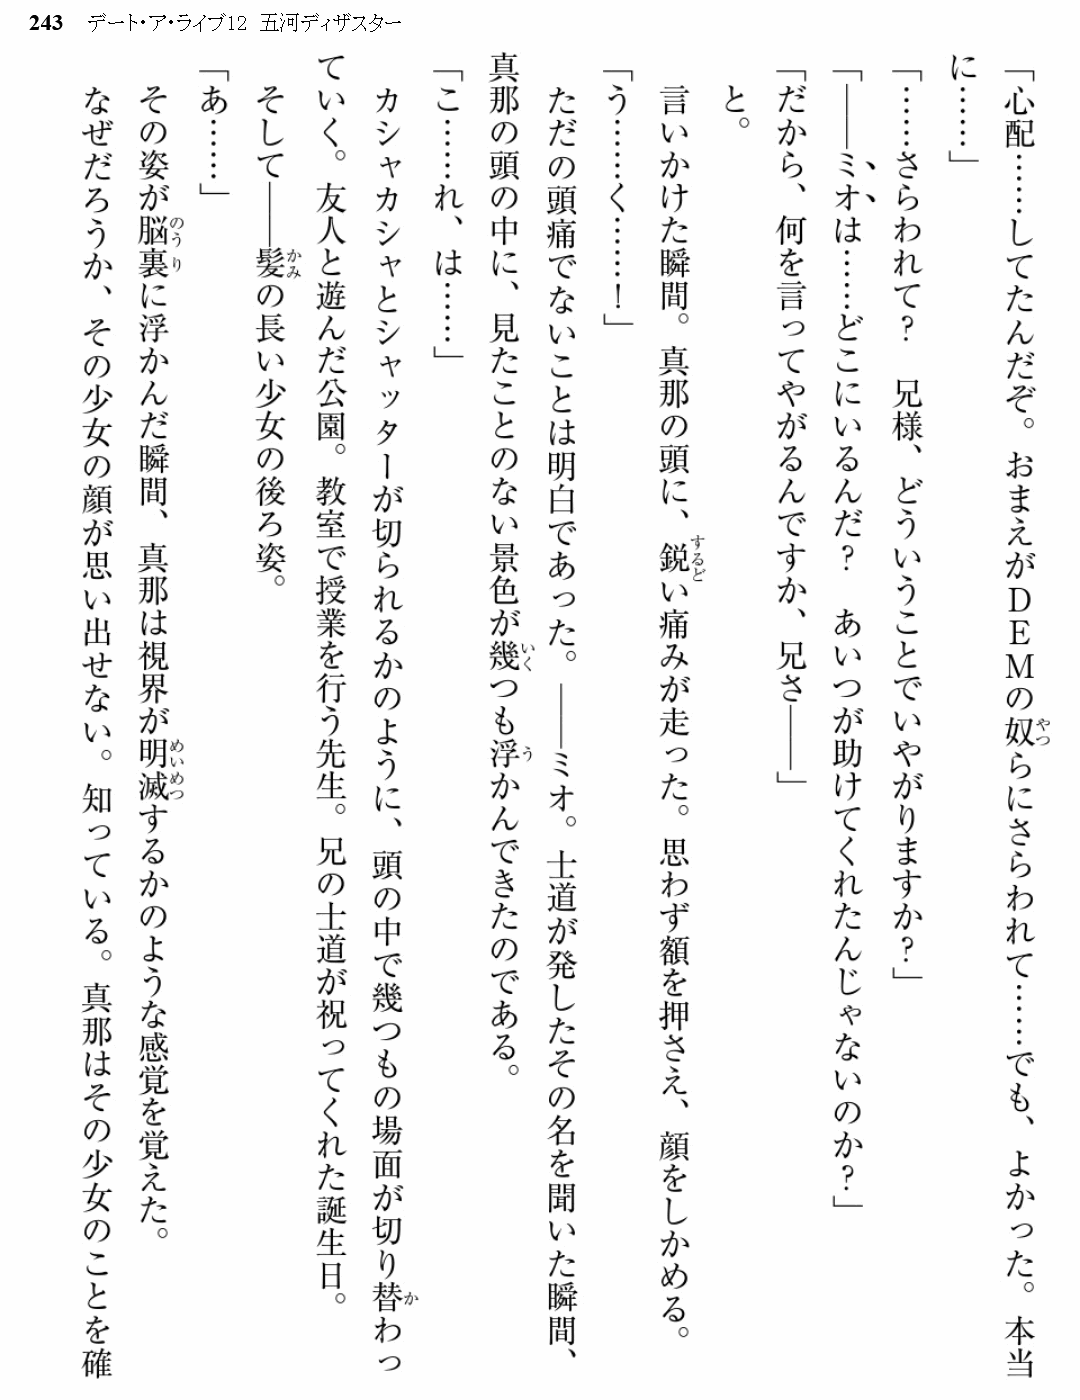 243 デート・ア・ライブ12 五河ディザスター
「心配……してたんだぞ。おまえがＤＥＭの奴らにさらわれて……でも、よかった。本当
に……」
「……さらわれて？　兄様、どういうことでいやがりますか？」
「――ミオは……どこにいるんだ？　あいつが助けてくれたんじゃないのか？」
「だから、何を言ってやがるんですか、兄さ――」
と。
言いかけた瞬間。真那の頭に、鋭い痛みが走った。思わず額を押さえ、顔をしかめる。
「う……く……！」
ただの頭痛でないことは明白であった。――ミオ。士道が発したその名を聞いた瞬間、
真那の頭の中に、見たことのない景色が幾つも浮かんできたのである。
「こ……れ、は……」
カシャカシャとシャッターが切られるかのように、頭の中で幾つもの場面が切り替わっ
ていく。友人と遊んだ公園。教室で授業を行う先生。兄の士道が祝ってくれた誕生日。
そして――髪の長い少女の後ろ姿。
「あ……」
その姿が脳裏に浮かんだ瞬間、真那は視界が明滅するかのような感覚を覚えた。
なぜだろうか、その少女の顔が思い出せない。知っている。真那はその少女のことを確